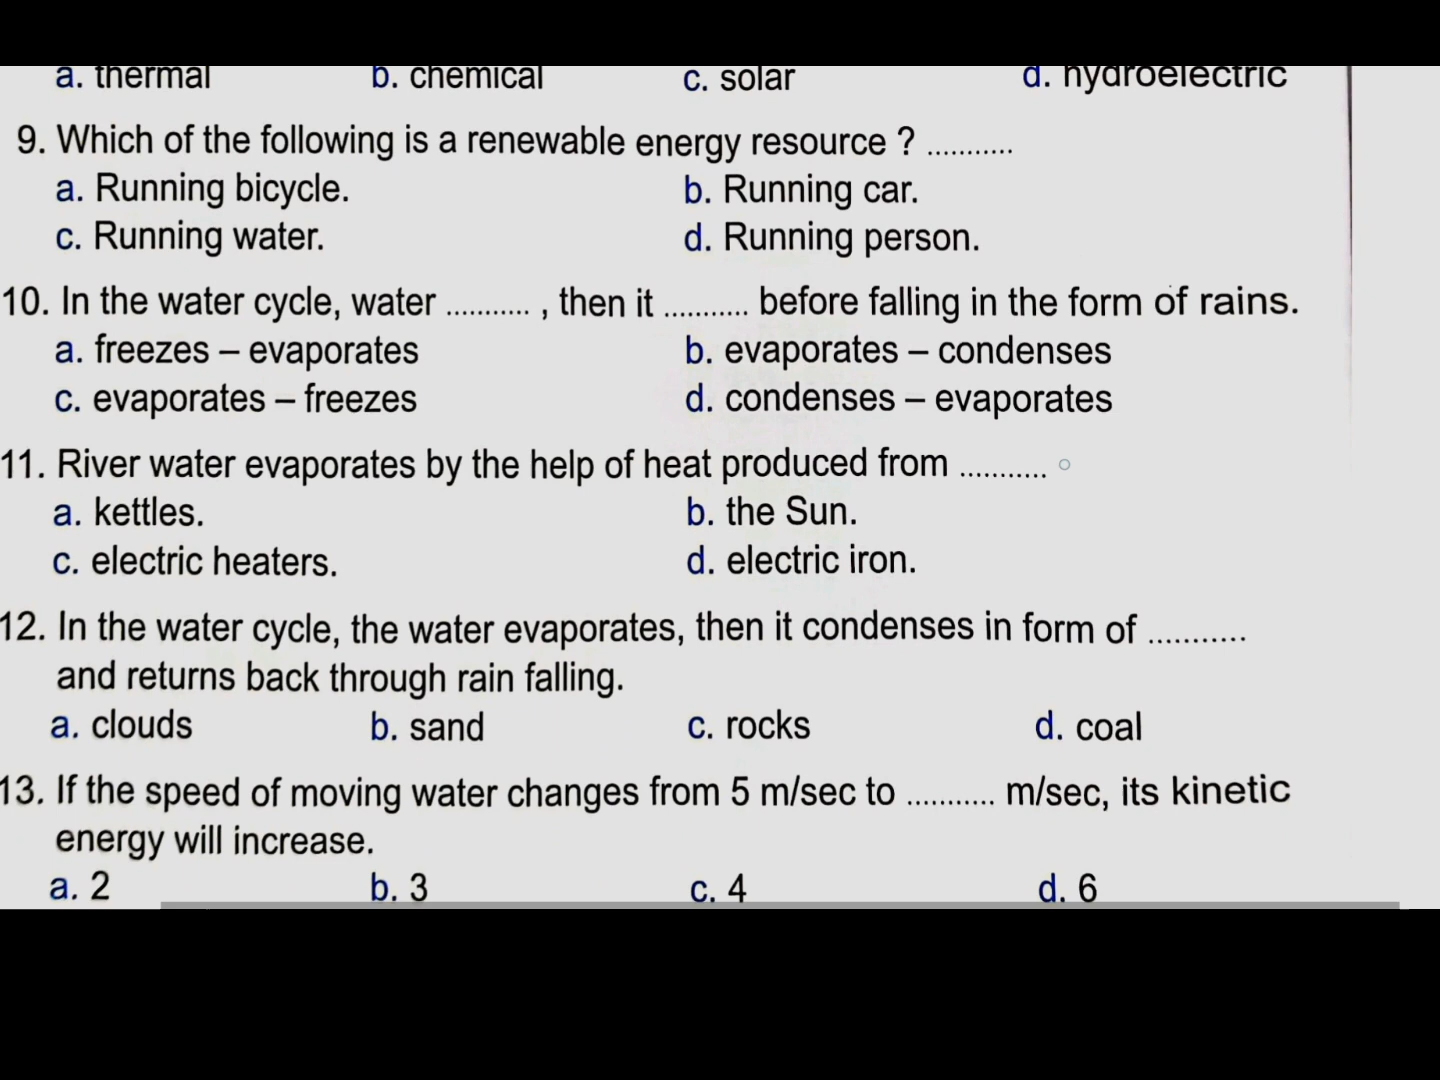 a. thermal b. chemical c. solar d. hydroelectric
9. Which of the following is a renewable energy resource ? ...........
a. Running bicycle. b. Running car.
c. Running water. d. Running person.
10. In the water cycle, water ........... , then it ........... before falling in the form of rains.
a. freezes – evaporates b. evaporates – condenses
c. evaporates – freezes d. condenses – evaporates
11. River water evaporates by the help of heat produced from ...........
a. kettles. b. the Sun.
c. electric heaters. d. electric iron.
12. In the water cycle, the water evaporates, then it condenses in form of ...........
and returns back through rain falling.
a. clouds b. sand c. rocks d. coal
13. If the speed of moving water changes from 5 m/sec to ........... m/sec, its kinetic
energy will increase.
a. 2 b. 3 c. 4 d. 6